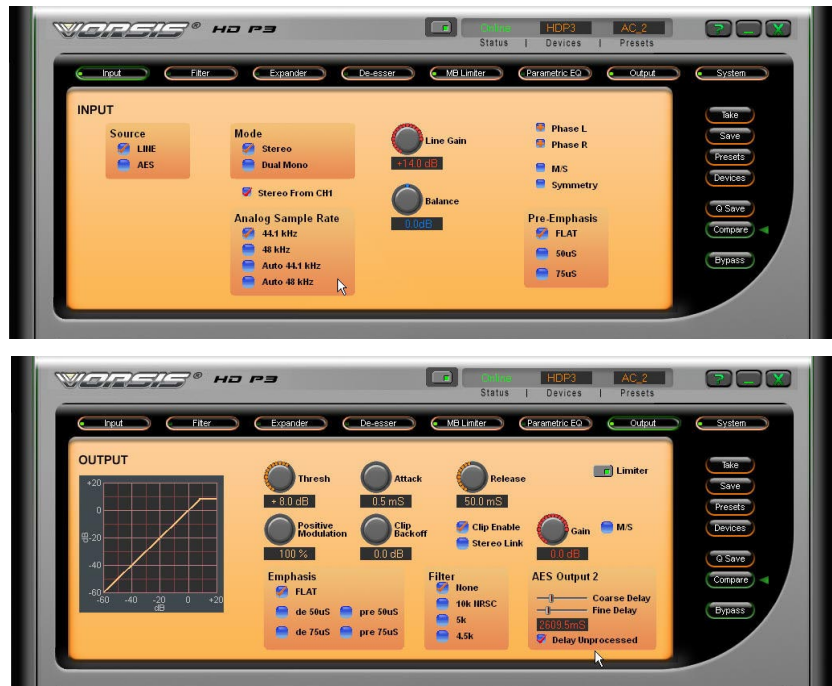 VORSIS® HD P3
Online HDP3 AC_2
Status | Devices | Presets
? _ X
Input Filter Expander De-esser MB Limiter Parametric EQ Output System
INPUT
Source
LINE
AES
Mode
Stereo
Dual Mono
Stereo From CH1
Analog Sample Rate
44.1 kHz
48 kHz
Auto 44.1 kHz
Auto 48 kHz
Line Gain
+14.0 dB
Balance
0.0dB
Phase L
Phase R
M/S
Symmetry
Pre-Emphasis
FLAT
50uS
75uS
Take
Save
Presets
Devices
Q Save
Compare
Bypass
VORSIS® HD P3
Online HDP3 AC_2
Status | Devices | Presets
? _ X
Input Filter Expander De-esser MB Limiter Parametric EQ Output System
OUTPUT
+20
0
dB
-20
-40
-60
-60 -40 -20 0 +20
dB
Thresh
+ 8.0 dB
Attack
0.5 mS
Release
50.0 mS
Limiter
Positive
Modulation
100 %
Clip
Backoff
0.0 dB
Clip Enable
Stereo Link
Gain
0.0 dB
M/S
Emphasis
FLAT
de 50uS pre 50uS
de 75uS pre 75uS
Filter
None
10k NRSC
5k
4.5k
AES Output 2
Coarse Delay
Fine Delay
2609.5mS
Delay Unprocessed
Take
Save
Presets
Devices
Q Save
Compare
Bypass